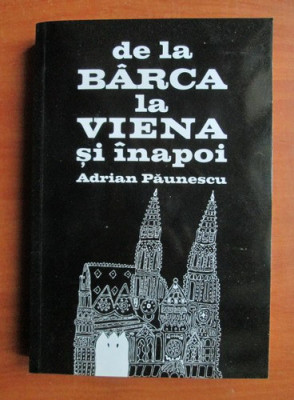 de la
BÂRCA
la
VIENA
și înapoi
Adrian Păunescu